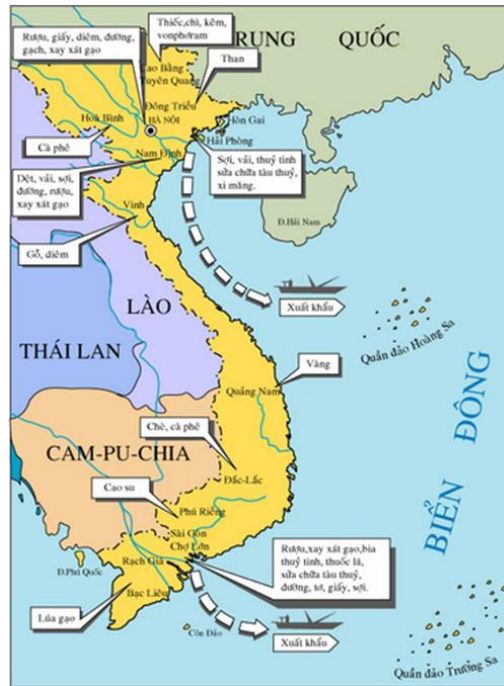 Rượu, giấy, diêm, đường,
gạch, xay xát gạo
Thiếc,chì, kẽm,
vonphơram
TRUNG QUỐC
Than
Cao Bằng
Tuyên Quang
Đông Triều
HÀ NỘI
Hoà Bình
Hòn Gai
Hải Phòng
Cà phê
Nam Định
Sợi, vải, thuỷ tinh
sửa chữa tàu thuỷ,
xi măng.
Dệt, vải, sợi,
đường, rượu,
xay xát gạo
Vinh
Đ.Hải Nam
Gỗ, diêm
LÀO
Xuất khẩu
Quần đảo Hoàng Sa
THÁI LAN
Vàng
Quảng Nam
BIỂN ĐÔNG
Chè, cà phê
CAM-PU-CHIA
Đắc-Lắc
Cao su
Phú Riềng
Sài Gòn
Chợ Lớn
Rượu,xay xát gạo,bia
thuỷ tinh, thuốc lá,
sửa chữa tàu thuỷ,
đường, tơ, giấy, sợi.
Rạch Giá
Đ.Phú Quốc
Bạc Liêu
Lúa gạo
Côn Đảo
Xuất khẩu
Quần đảo Trường Sa